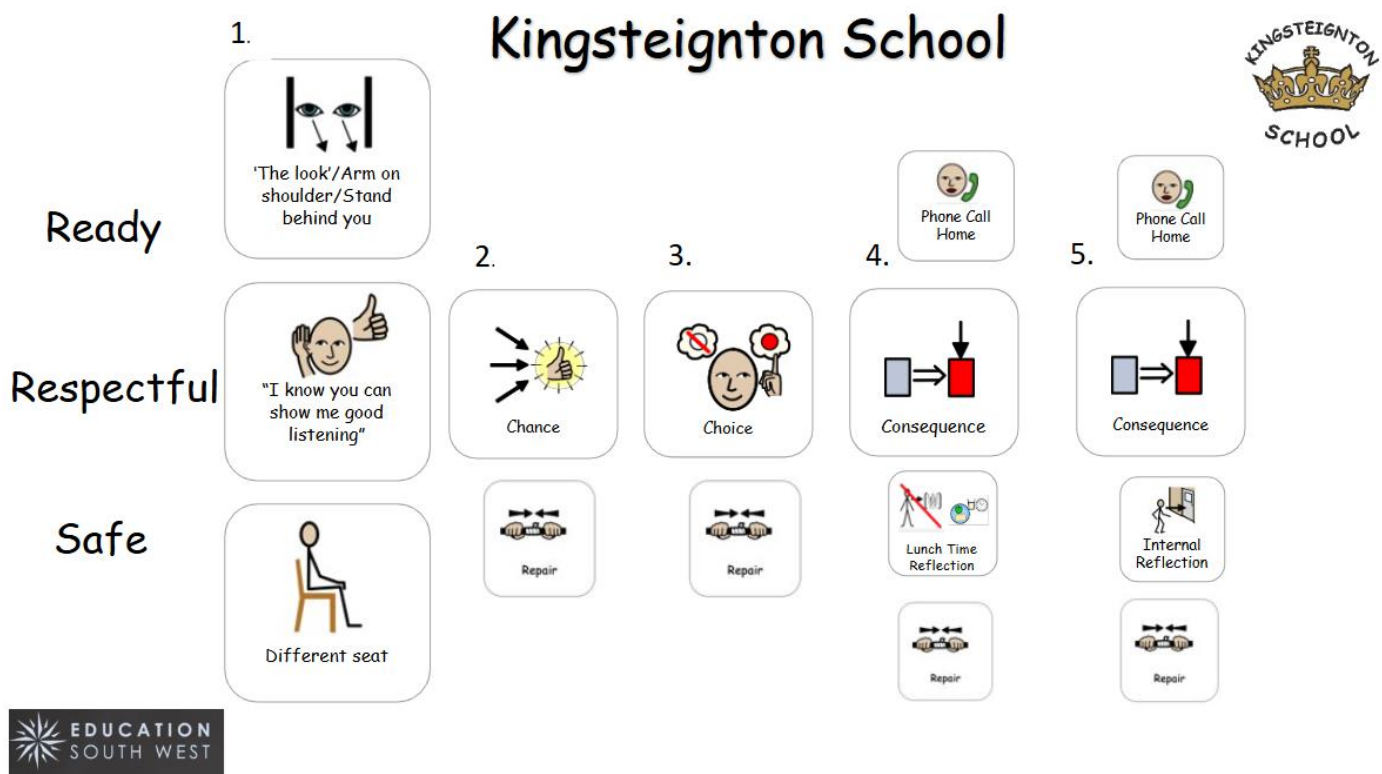 Kingsteignton School
KINGSTEIGNTON
SCHOOL
Ready
Respectful
Safe
1.
'The look'/Arm on
shoulder/Stand
behind you
"I know you can
show me good
listening"
Different seat
2.
Chance
Repair
3.
Choice
Repair
4.
Phone Call
Home
Consequence
Lunch Time
Reflection
Repair
5.
Phone Call
Home
Consequence
Internal
Reflection
Repair
EDUCATION
SOUTH WEST